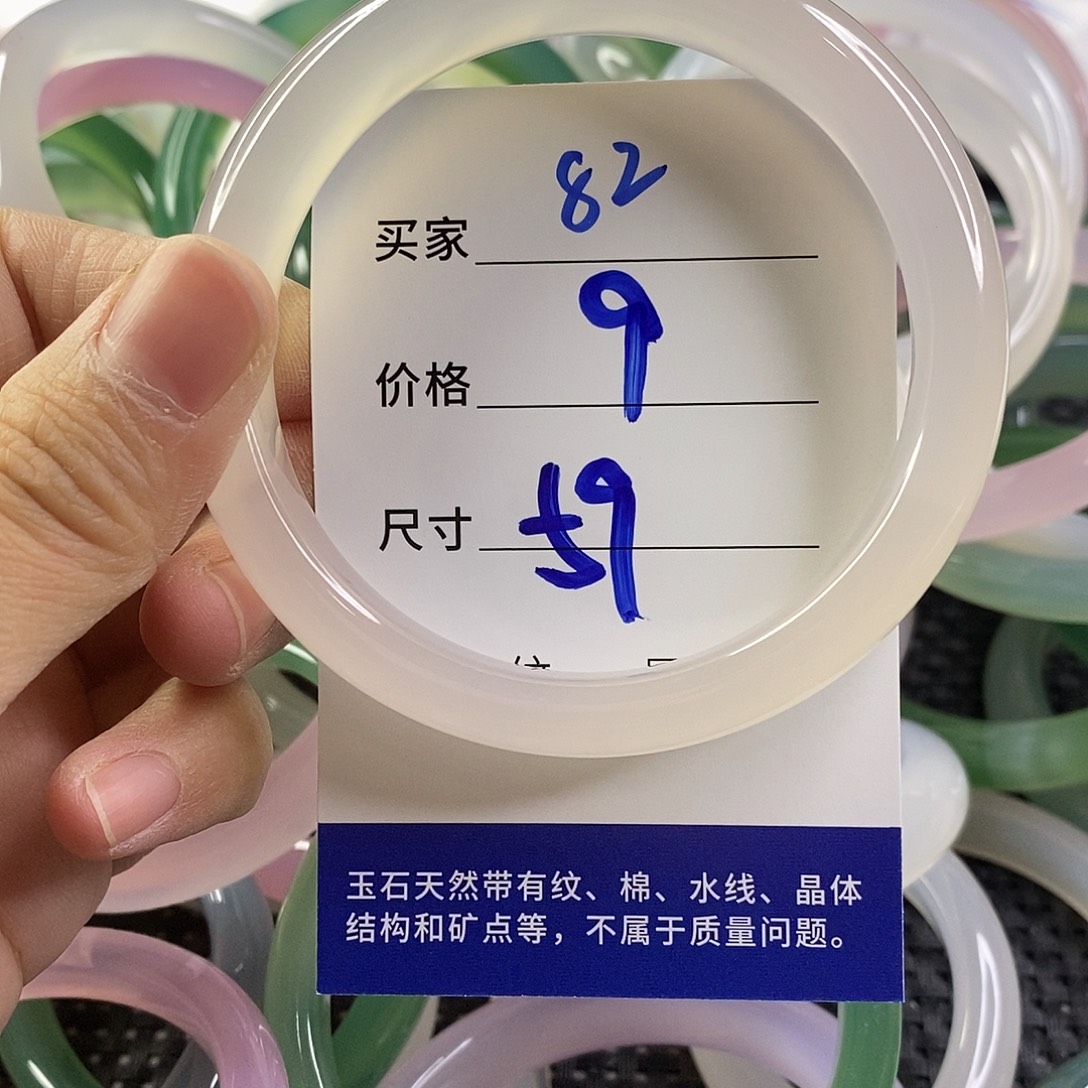 买家 82
价格 9
尺寸 59
玉石天然带有纹、棉、水线、晶体
结构和矿点等，不属于质量问题。